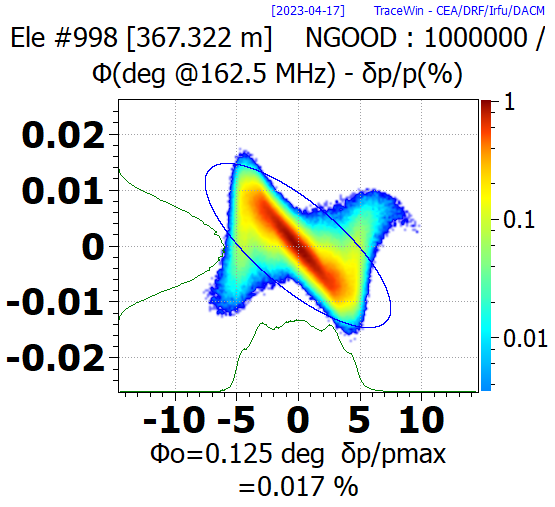 [2023-04-17] TraceWin - CEA/DRF/Irfu/DACM
Ele #998 [367.322 m] NGOOD : 1000000 /
Φ(deg @162.5 MHz) - δp/p(%)
1
0.02
0.01
0.1
0
-0.01
0.01
-0.02
-10 -5 0 5 10
Φo=0.125 deg δp/pmax
=0.017 %